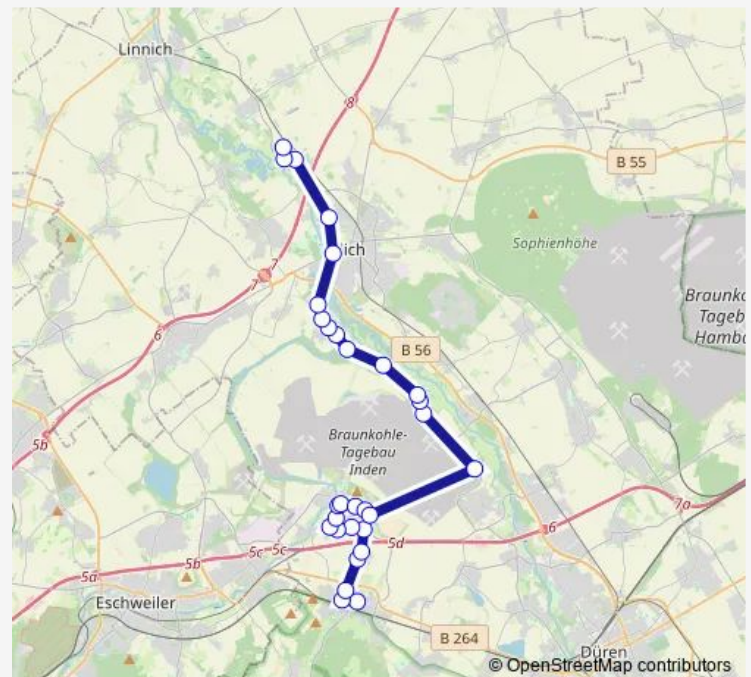 Linnich
8
B 55
Sophienhöhe
ich
7
7
6
B 56
Braunko
Tageb
Hamba
5b
Braunkohle-
Tagebau
Inden
7a
6
5d
5c
5c
5b
5a
Eschweiler
B 264
Düren
© OpenStreetMap contributors